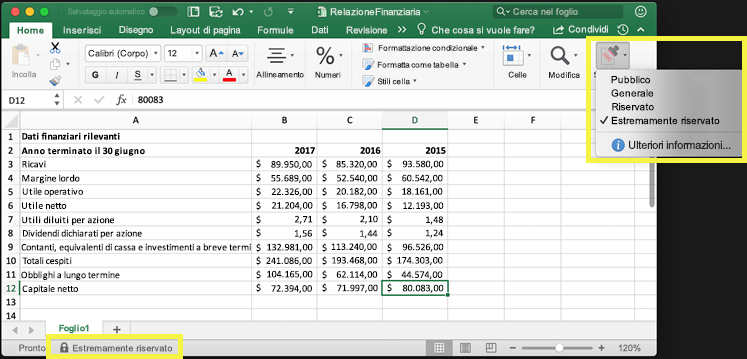 Salvataggio automatico
RelazioneFinanziaria
Cerca nel foglio
Home Inserisci Disegno Layout di pagina Formule Dati Revisione >> Che cosa si vuole fare? Condividi
Incolla
Calibri (Corpo) 12
G I S A
Allineamento
% Numeri
Formattazione condizionale
Formatta come tabella
Stili cella
Celle
Modifica
Pubblico
Generale
Riservato
✓ Estremamente riservato
Ulteriori informazioni...
D12 fx 80083
A B C D E F
1 Dati finanziari rilevanti
2 Anno terminato il 30 giugno 2017 2016 2015
3 Ricavi $ 89.950,00 $ 85.320,00 $ 93.580,00
4 Margine lordo $ 55.689,00 $ 52.540,00 $ 60.542,00
5 Utile operativo $ 22.326,00 $ 20.182,00 $ 18.161,00
6 Utile netto $ 21.204,00 $ 16.798,00 $ 12.193,00
7 Utili diluiti per azione $ 2,71 $ 2,10 $ 1,48
8 Dividendi dichiarati per azione $ 1,56 $ 1,44 $ 1,24
9 Contanti, equivalenti di cassa e investimenti a breve termi $ 132.981,00 $ 113.240,00 $ 96.526,00
10 Totali cespiti $ 241.086,00 $ 193.468,00 $ 174.303,00
11 Obblighi a lungo termine $ 104.165,00 $ 62.114,00 $ 44.574,00
12 Capitale netto $ 72.394,00 $ 71.997,00 $ 80.083,00
13
14
Foglio1 +
Pronto Estremamente riservato 120%